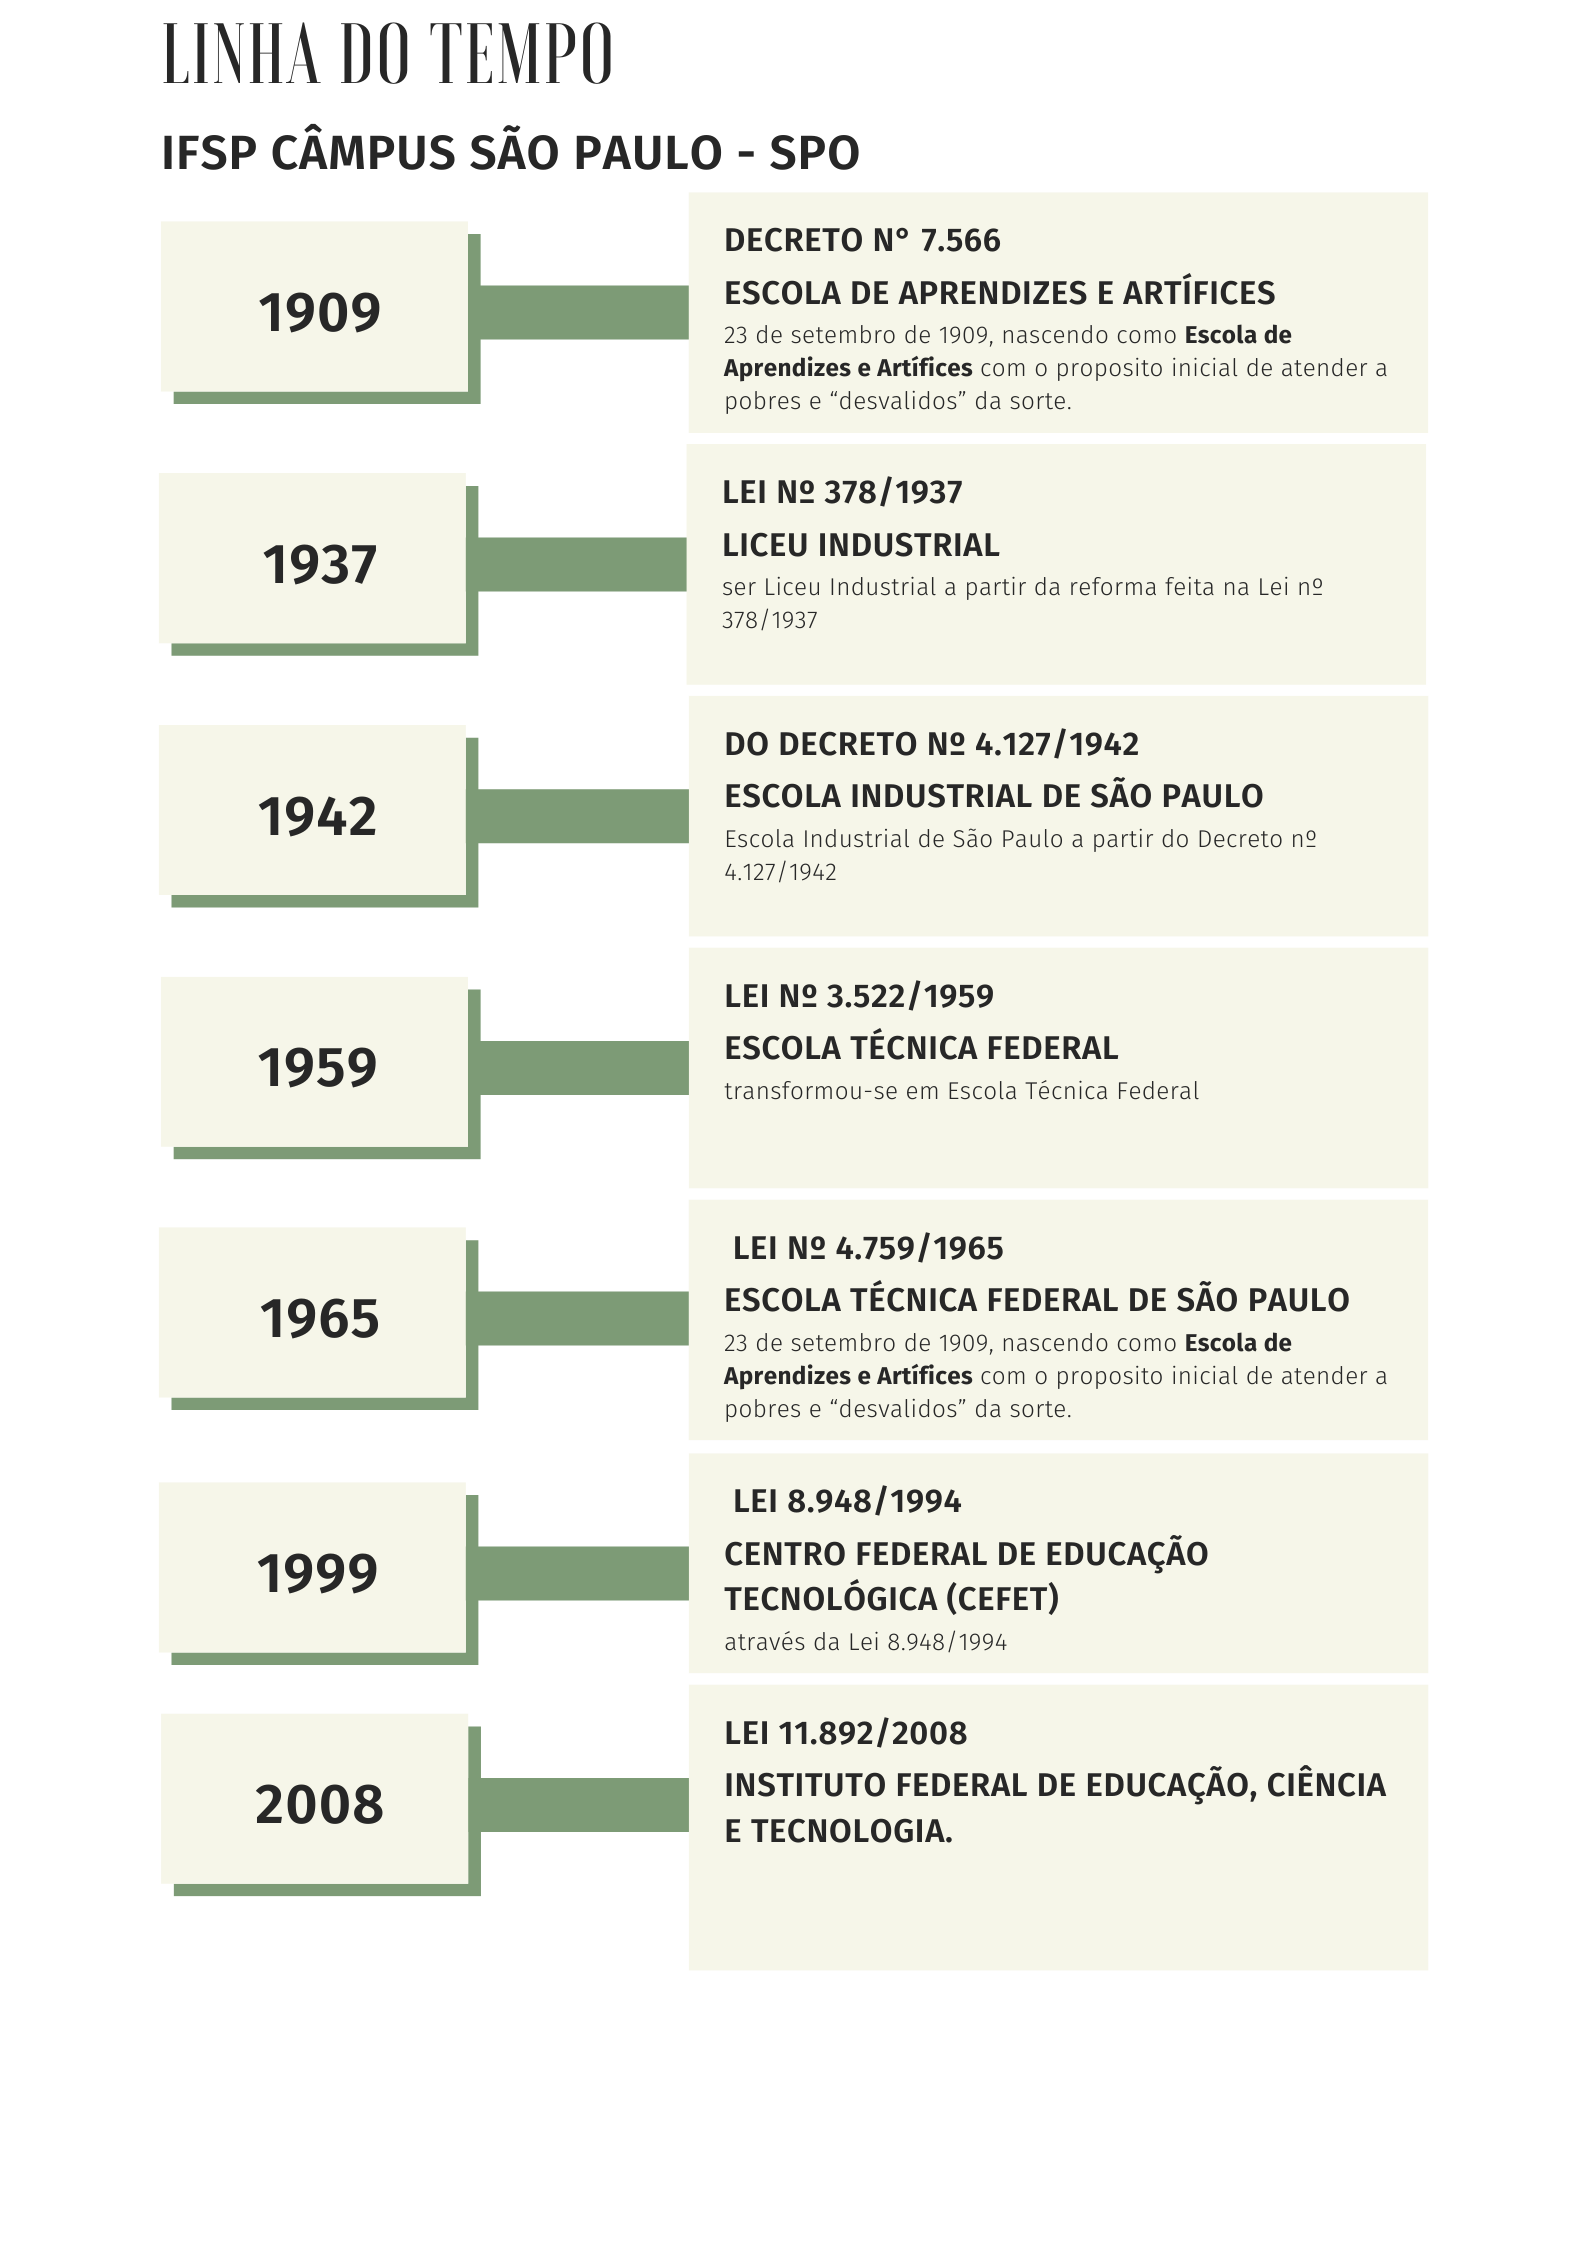 LINHA DO TEMPO
IFSP CÂMPUS SÃO PAULO - SPO
1909
DECRETO N° 7.566
ESCOLA DE APRENDIZES E ARTÍFICES
23 de setembro de 1909, nascendo como Escola de
Aprendizes e Artífices com o proposito inicial de atender a
pobres e “desvalidos” da sorte.
1937
LEI Nº 378/1937
LICEU INDUSTRIAL
ser Liceu Industrial a partir da reforma feita na Lei nº
378/1937
1942
DO DECRETO Nº 4.127/1942
ESCOLA INDUSTRIAL DE SÃO PAULO
Escola Industrial de São Paulo a partir do Decreto nº
4.127/1942
1959
LEI Nº 3.522/1959
ESCOLA TÉCNICA FEDERAL
transformou-se em Escola Técnica Federal
1965
LEI Nº 4.759/1965
ESCOLA TÉCNICA FEDERAL DE SÃO PAULO
23 de setembro de 1909, nascendo como Escola de
Aprendizes e Artífices com o proposito inicial de atender a
pobres e “desvalidos” da sorte.
1999
LEI 8.948/1994
CENTRO FEDERAL DE EDUCAÇÃO
TECNOLÓGICA (CEFET)
através da Lei 8.948/1994
2008
LEI 11.892/2008
INSTITUTO FEDERAL DE EDUCAÇÃO, CIÊNCIA
E TECNOLOGIA.